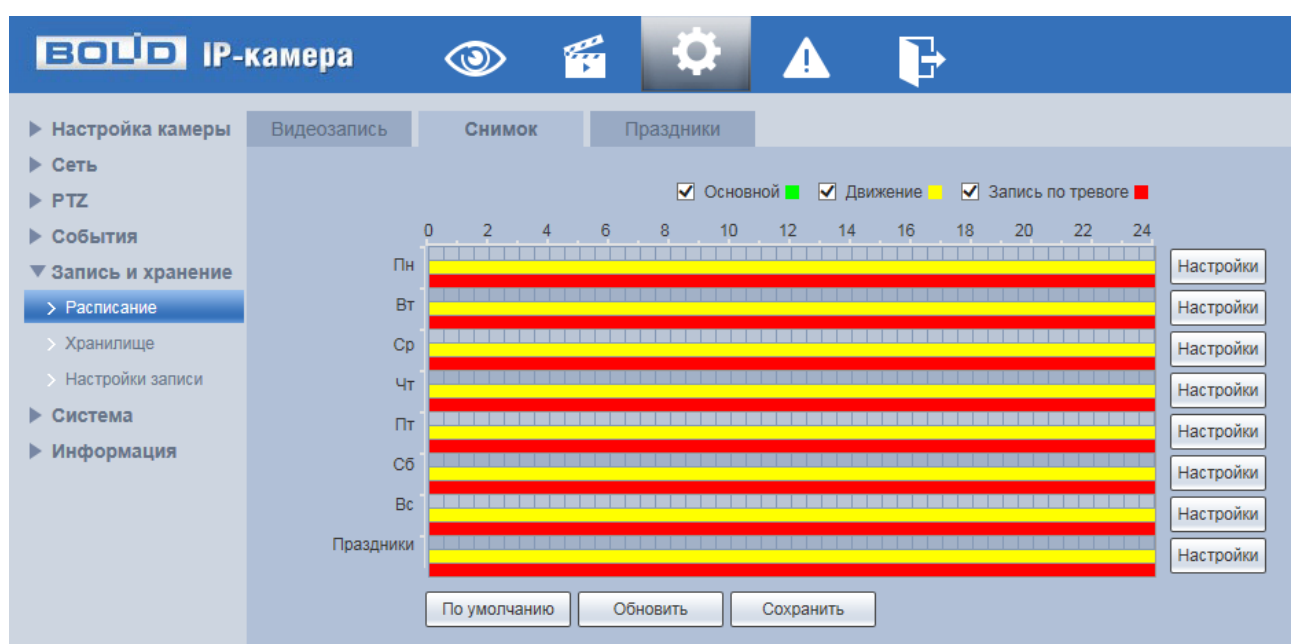 BOLID IP-камера
Настройка камеры
Сеть
PTZ
События
Запись и хранение
Расписание
Хранилище
Настройки записи
Система
Информация
Видеозапись Снимок Праздники
Основной Движение Запись по тревоге
0 2 4 6 8 10 12 14 16 18 20 22 24
Пн Настройки
Вт Настройки
Ср Настройки
Чт Настройки
Пт Настройки
Сб Настройки
Вс Настройки
Праздники Настройки
По умолчанию Обновить Сохранить